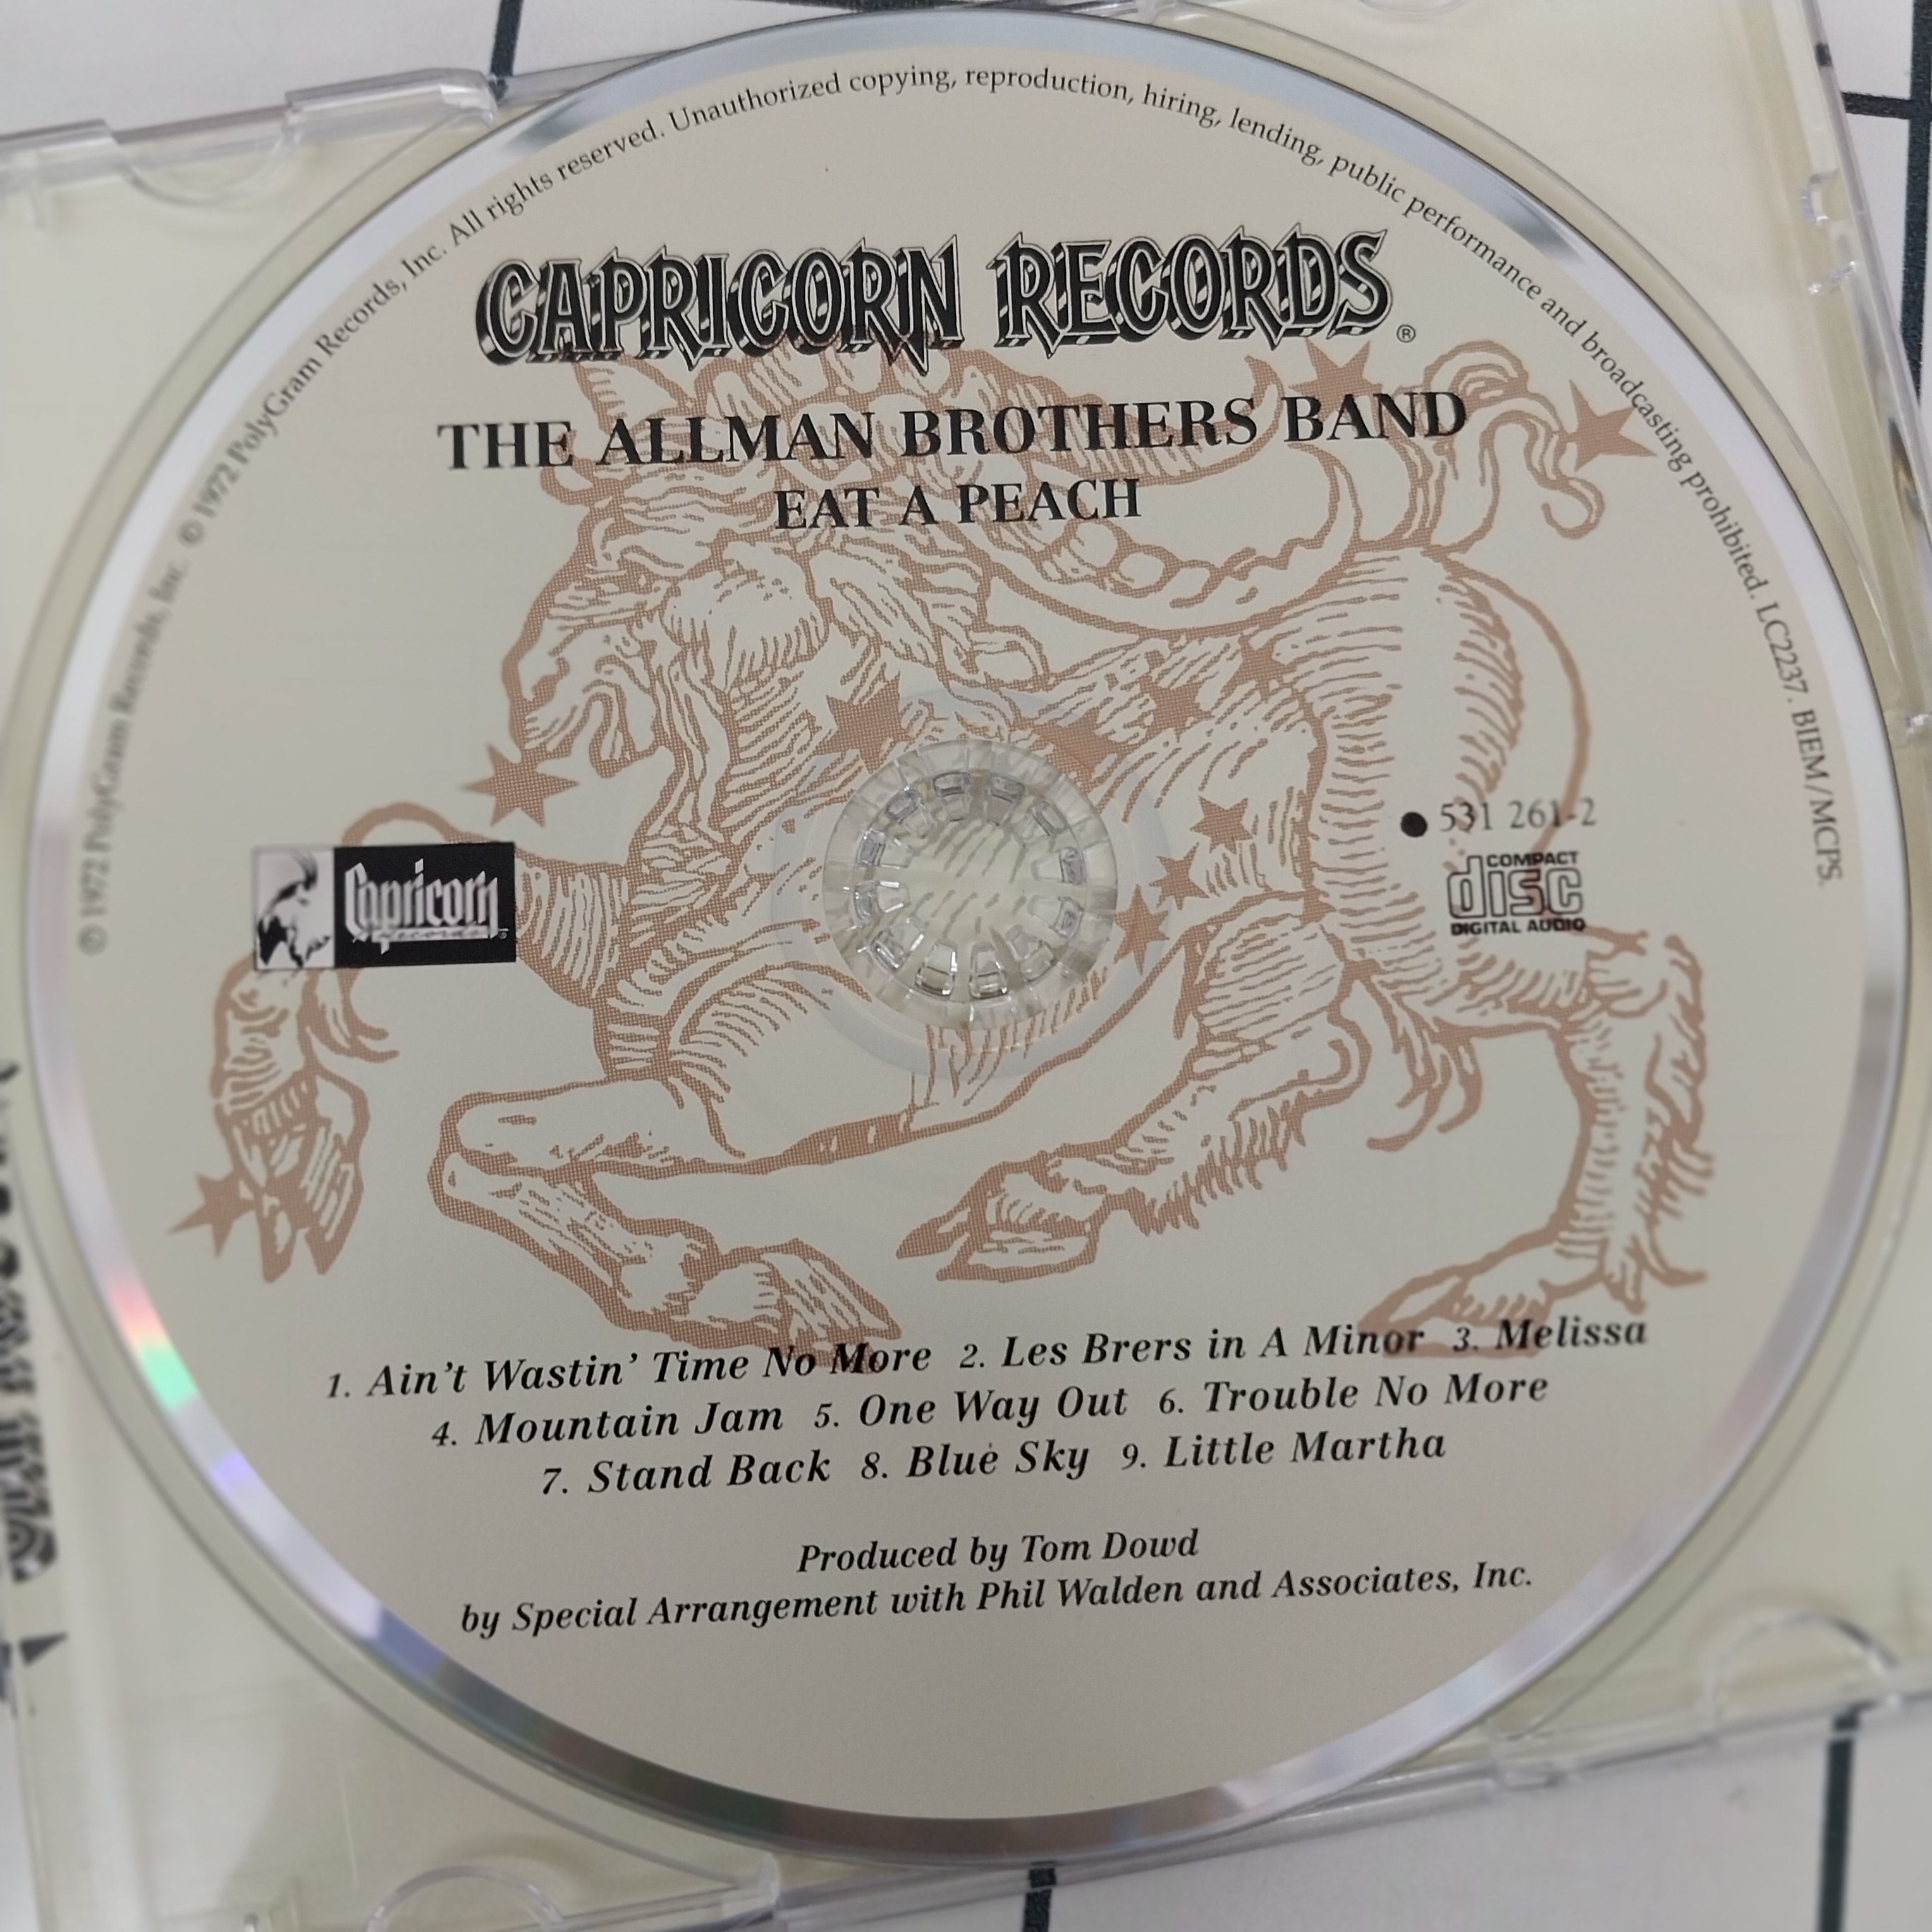 ℗ 1972 PolyGram Records, Inc. © 1972 PolyGram Records, Inc. All rights reserved. Unauthorized copying, reproduction, hiring, lending, public performance and broadcasting prohibited. LC2237. BIEM/MCPS.
CAPRICORN RECORDS®
THE ALLMAN BROTHERS BAND
EAT A PEACH
531 261-2
COMPACT
disc
DIGITAL AUDIO
Capricorn
Records
1. Ain't Wastin' Time No More 2. Les Brers in A Minor 3. Melissa
4. Mountain Jam 5. One Way Out 6. Trouble No More
7. Stand Back 8. Blue Sky 9. Little Martha
Produced by Tom Dowd
by Special Arrangement with Phil Walden and Associates, Inc.